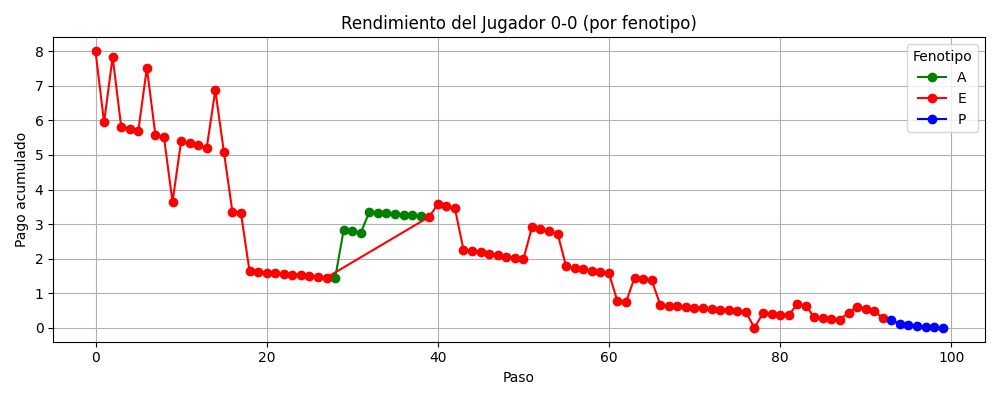 Rendimiento del Jugador 0-0 (por fenotipo)
Pago acumulado
8
7
6
5
4
3
2
1
0
Fenotipo
A
E
P
0 20 40 60 80 100
Paso